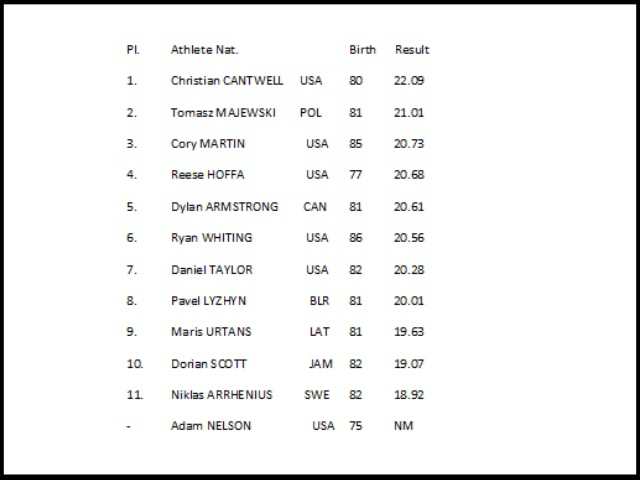 Pl. Athlete Nat. Birth Result
1. Christian CANTWELL USA 80 22.09
2. Tomasz MAJEWSKI POL 81 21.01
3. Cory MARTIN USA 85 20.73
4. Reese HOFFA USA 77 20.68
5. Dylan ARMSTRONG CAN 81 20.61
6. Ryan WHITING USA 86 20.56
7. Daniel TAYLOR USA 82 20.28
8. Pavel LYZHYN BLR 81 20.01
9. Maris URTANS LAT 81 19.63
10. Dorian SCOTT JAM 82 19.07
11. Niklas ARRHENIUS SWE 82 18.92
- Adam NELSON USA 75 NM